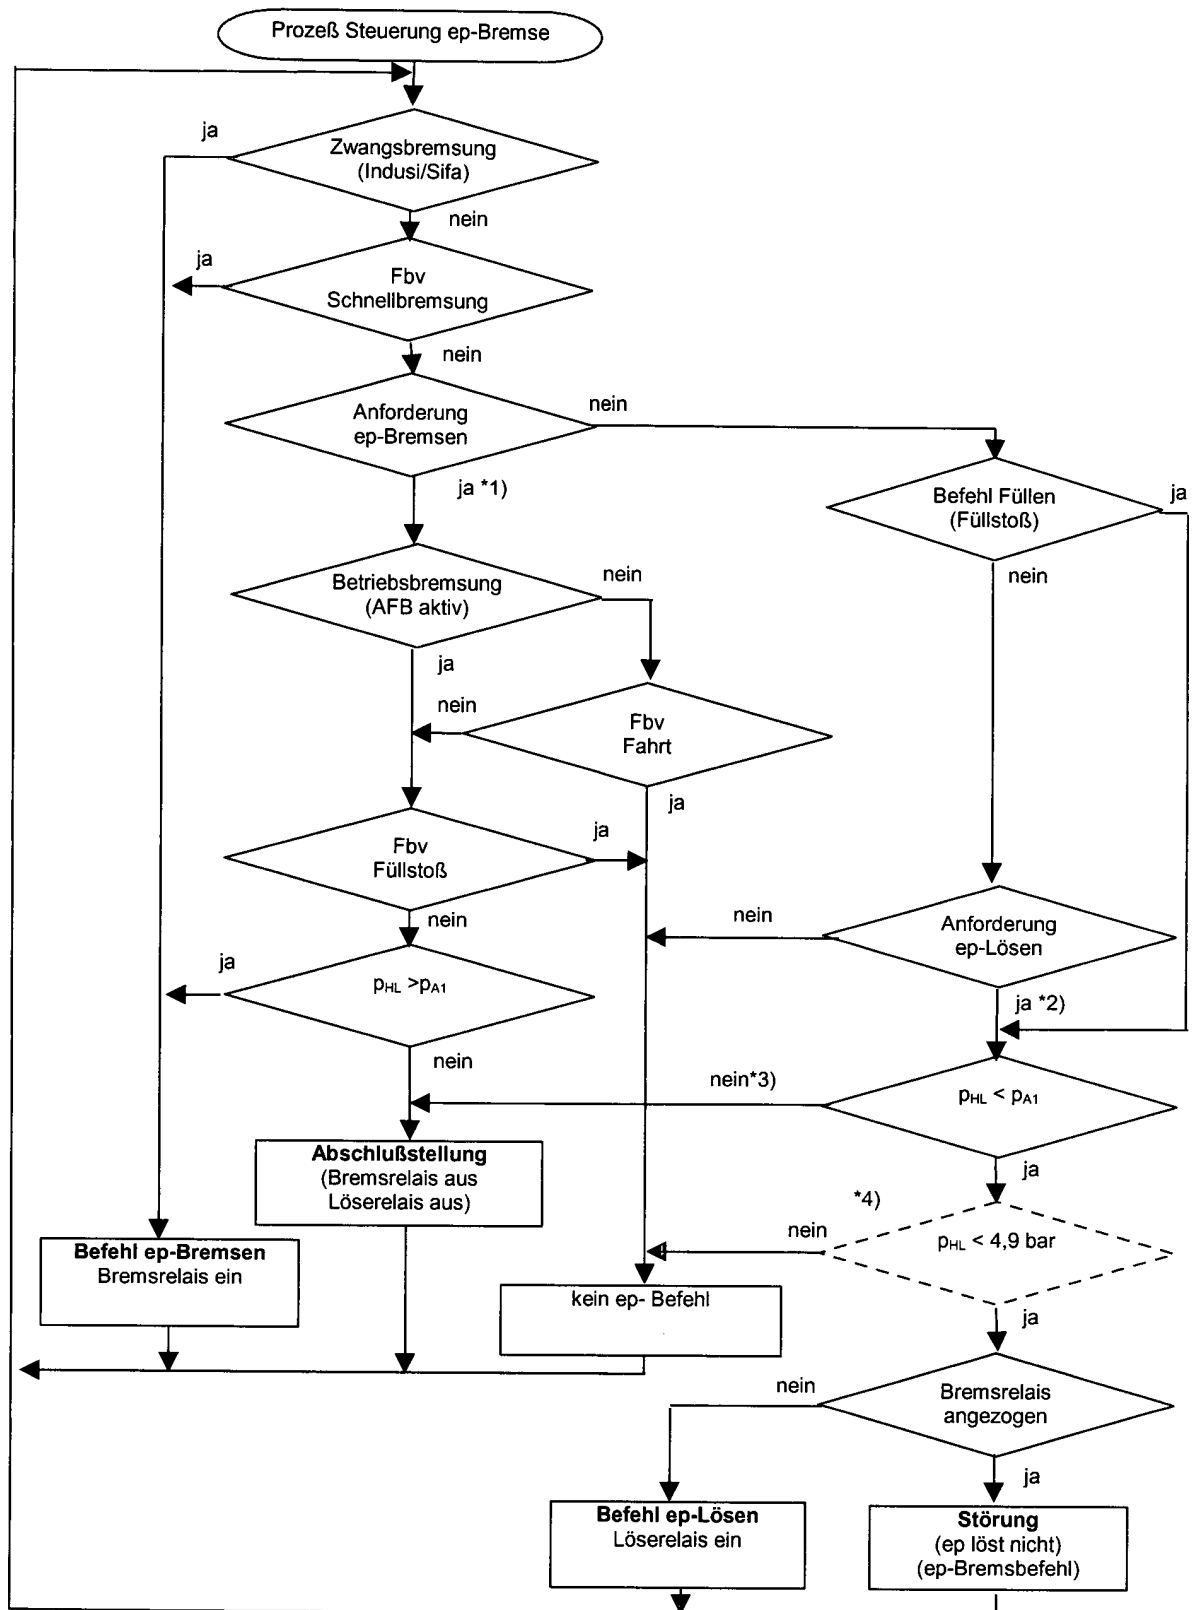 Prozeß Steuerung ep-Bremse
ja
Zwangsbremsung
(Indusi/Sifa)
nein
ja
Fbv
Schnellbremsung
nein
Anforderung
ep-Bremsen
nein
ja *1)
Befehl Füllen
(Füllstoß)
ja
nein
Betriebsbremsung
(AFB aktiv)
nein
ja
nein
Fbv
Fahrt
ja
Fbv
Füllstoß
ja
nein
Anforderung
ep-Lösen
nein
ja *2)
ja
pHL >pA1
nein
nein*3)
pHL < pA1
ja
Abschlußstellung
(Bremsrelais aus
Löserelais aus)
*4)
nein
pHL < 4,9 bar
ja
Befehl ep-Bremsen
Bremsrelais ein
kein ep- Befehl
nein
Bremsrelais
angezogen
ja
Befehl ep-Lösen
Löserelais ein
Störung
(ep löst nicht)
(ep-Bremsbefehl)